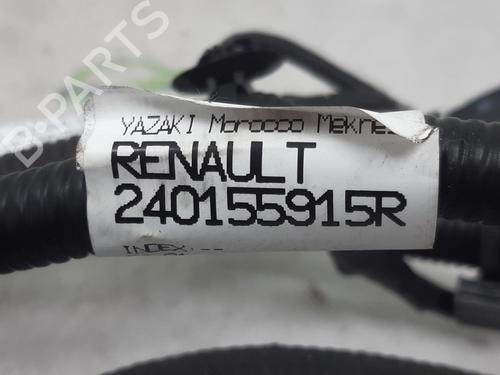 B-PARTS
YAZAKI Morocco Meknes
RENAULT
240155915R
INDEX